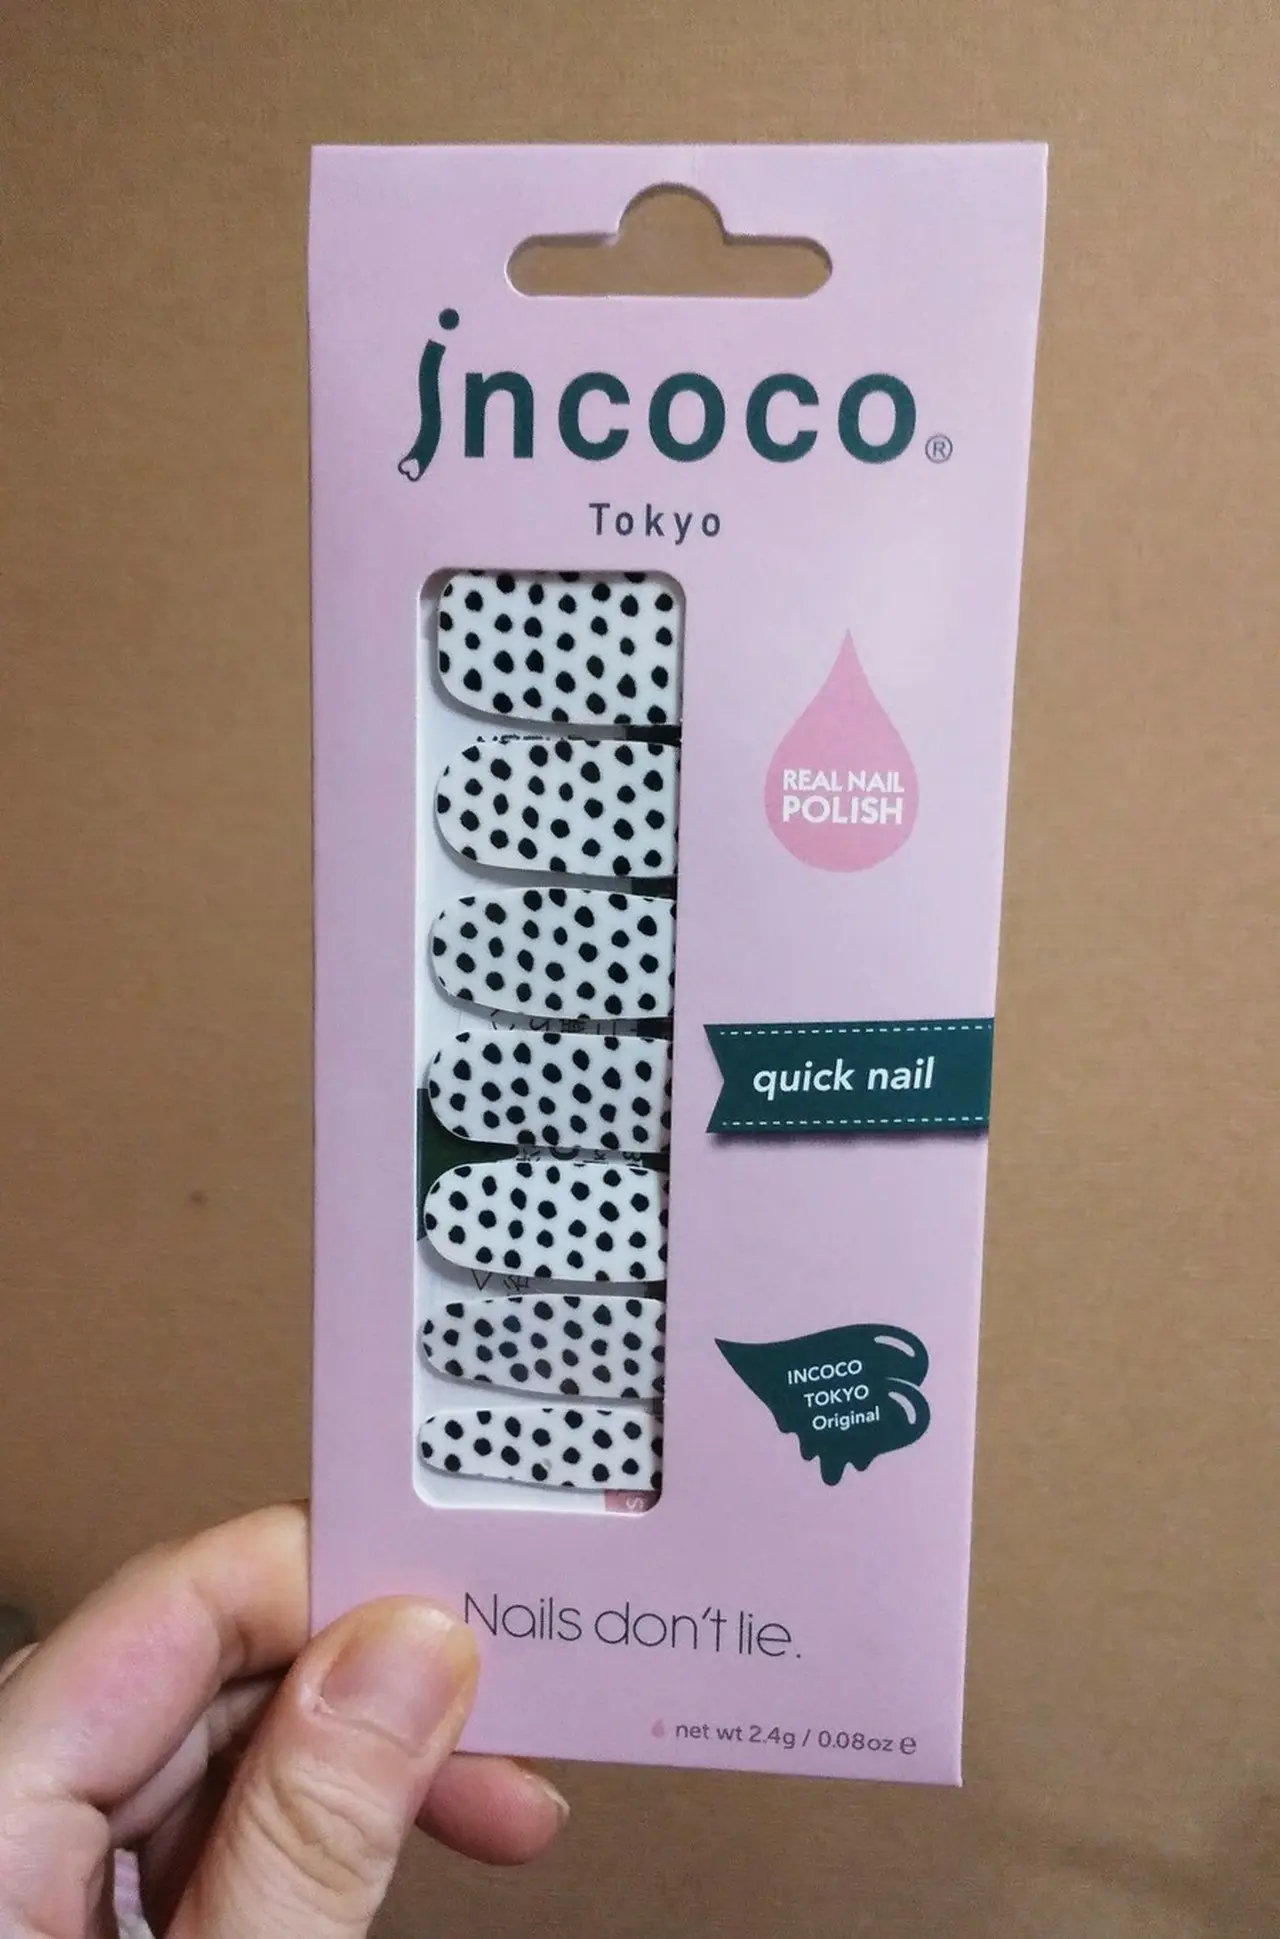 incoco®
Tokyo
REAL NAIL
POLISH
quick nail
INCOCO
TOKYO
Original
Nails don't lie.
net wt 2.4g / 0.08oz ℮